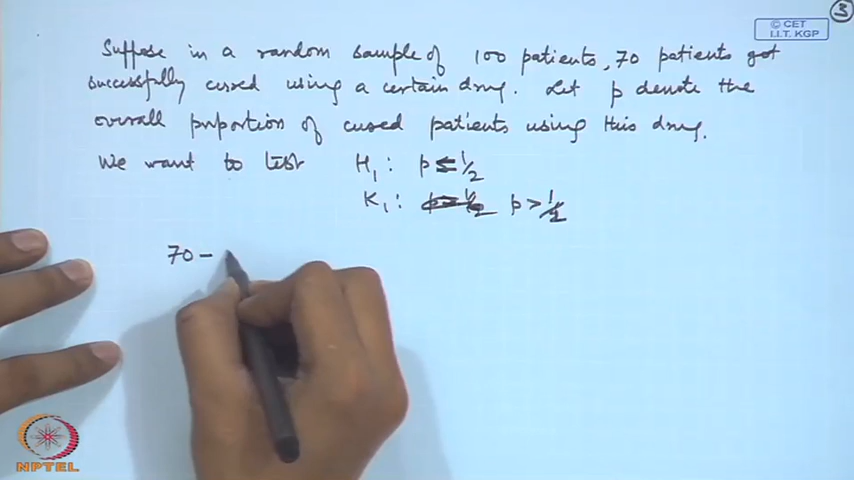 3
© CET
I.I.T. KGP
Suppose in a random sample of 100 patients, 70 patients got
successfully cured using a certain drug. Let p denote the
overall proportion of cured patients using this drug.
We want to test H₁: p ≤ 1/2
K₁: p > 1/2
70 -
NPTEL